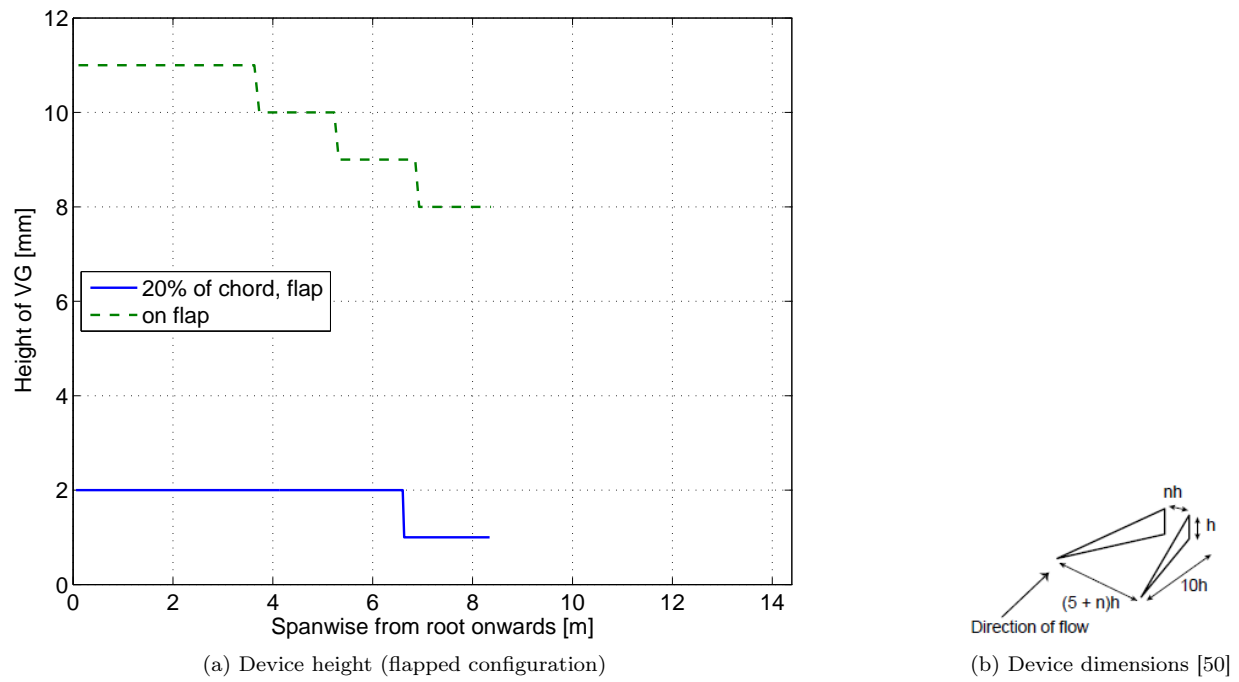 12
10
8
6
4
2
0
Height of VG [mm]
20% of chord, flap
on flap
0 2 4 6 8 10 12 14
Spanwise from root onwards [m]
(a) Device height (flapped configuration)
nh
h
10h
(5 + n)h
Direction of flow
(b) Device dimensions [50]